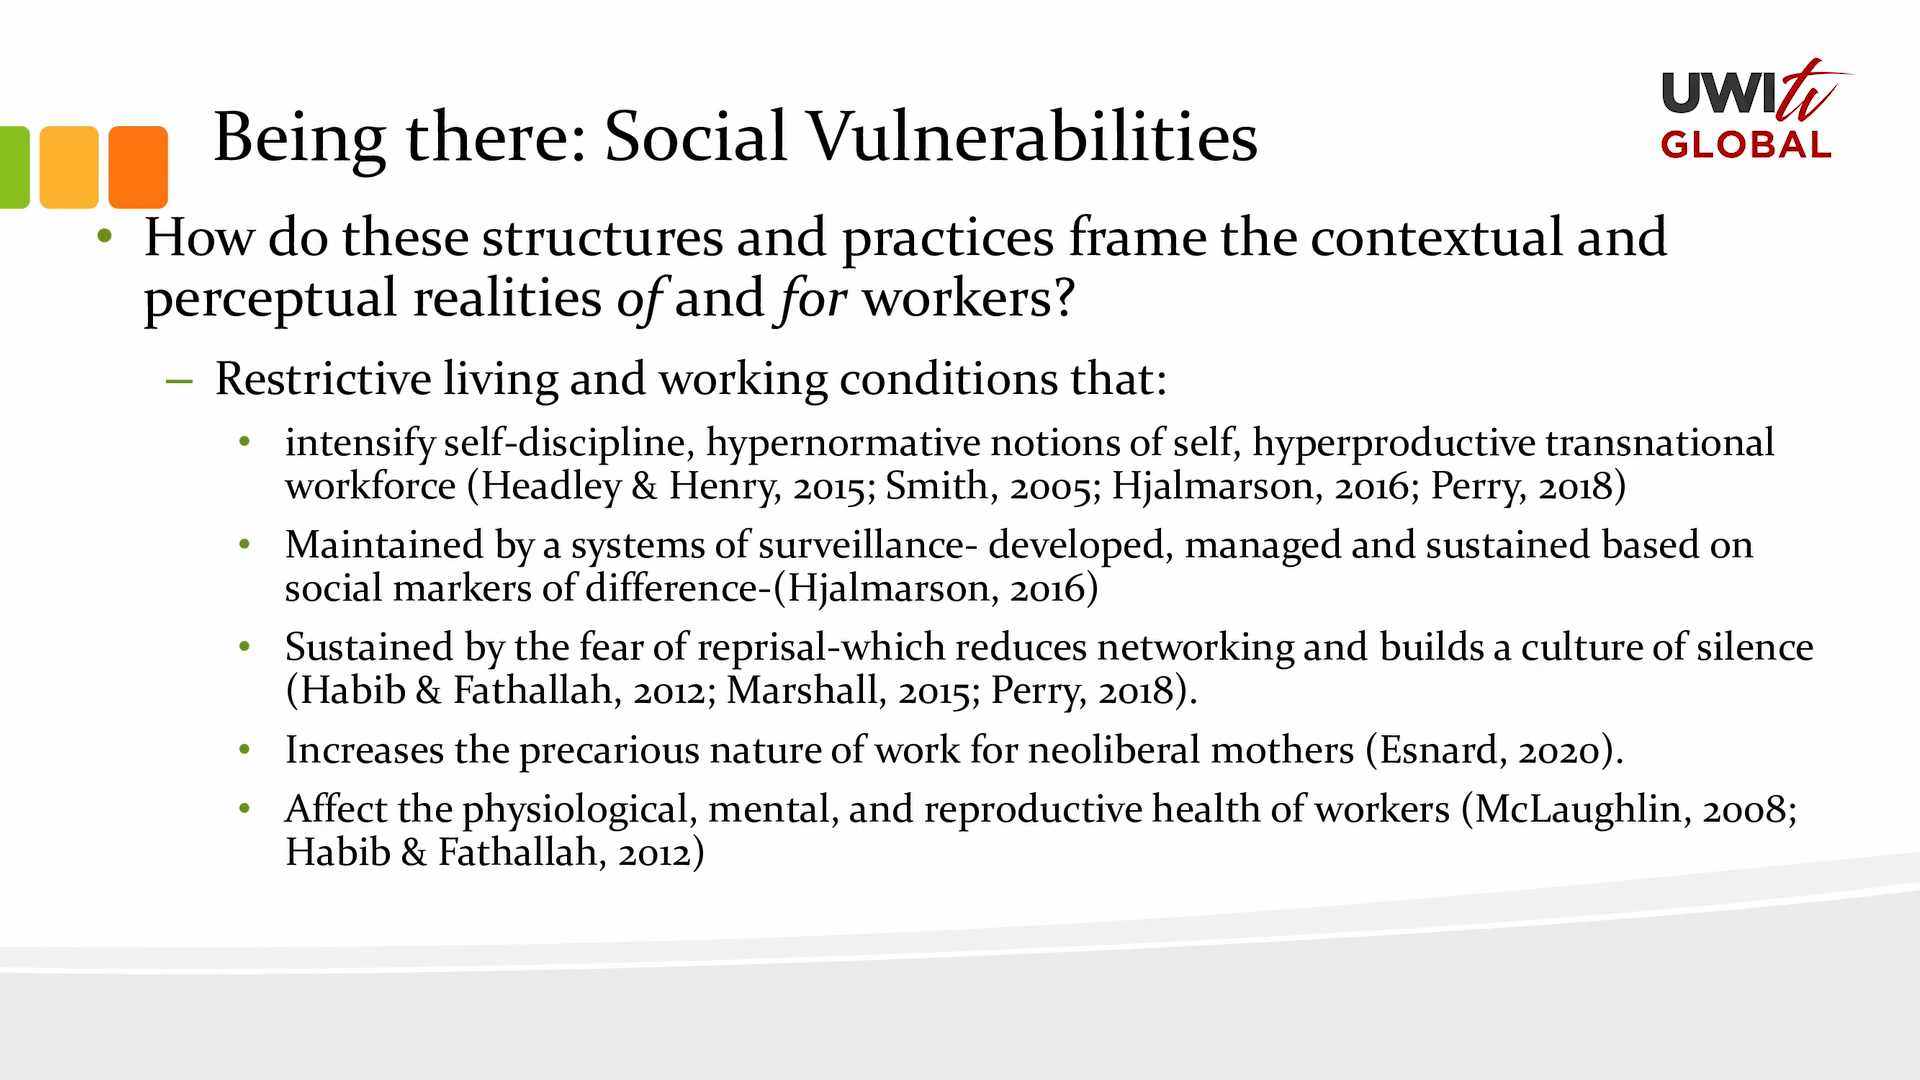 UWItv
GLOBAL
Being there: Social Vulnerabilities
• How do these structures and practices frame the contextual and
perceptual realities of and for workers?
– Restrictive living and working conditions that:
• intensify self-discipline, hypernormative notions of self, hyperproductive transnational
workforce (Headley & Henry, 2015; Smith, 2005; Hjalmarson, 2016; Perry, 2018)
• Maintained by a systems of surveillance- developed, managed and sustained based on
social markers of difference-(Hjalmarson, 2016)
• Sustained by the fear of reprisal-which reduces networking and builds a culture of silence
(Habib & Fathallah, 2012; Marshall, 2015; Perry, 2018).
• Increases the precarious nature of work for neoliberal mothers (Esnard, 2020).
• Affect the physiological, mental, and reproductive health of workers (McLaughlin, 2008;
Habib & Fathallah, 2012)